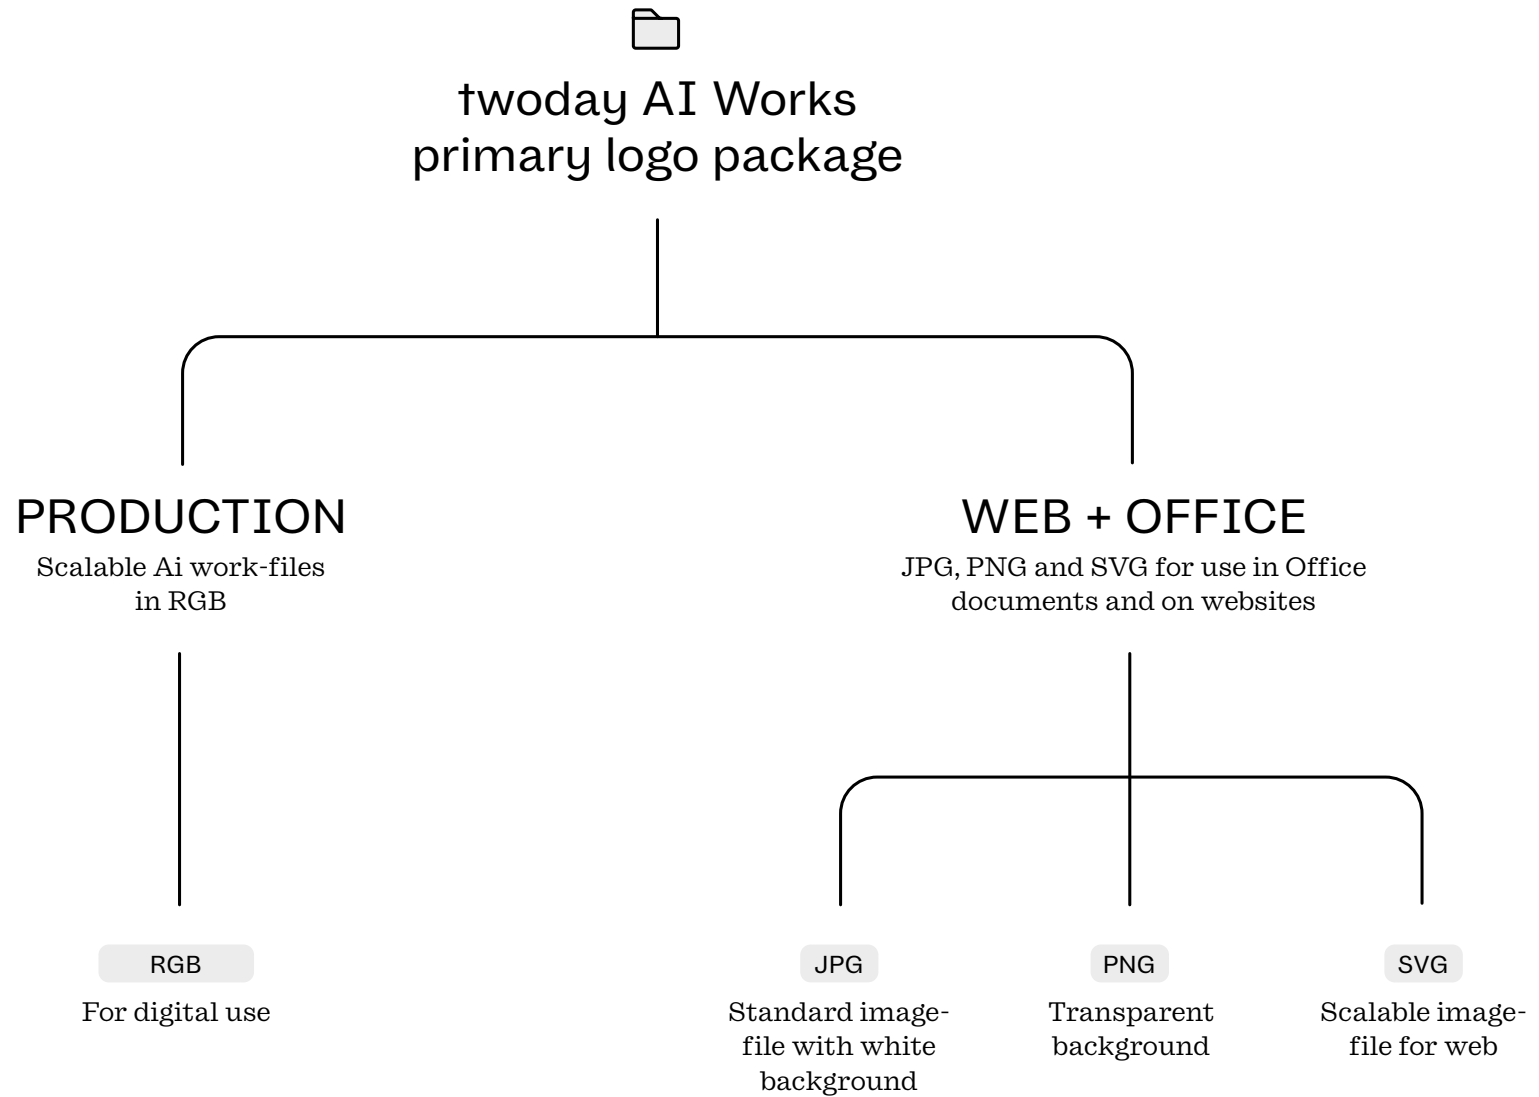 twoday AI Works
primary logo package
PRODUCTION
Scalable Ai work-files
in RGB
WEB + OFFICE
JPG, PNG and SVG for use in Office
documents and on websites
RGB
For digital use
JPG
Standard image-
file with white
background
PNG
Transparent
background
SVG
Scalable image-
file for web